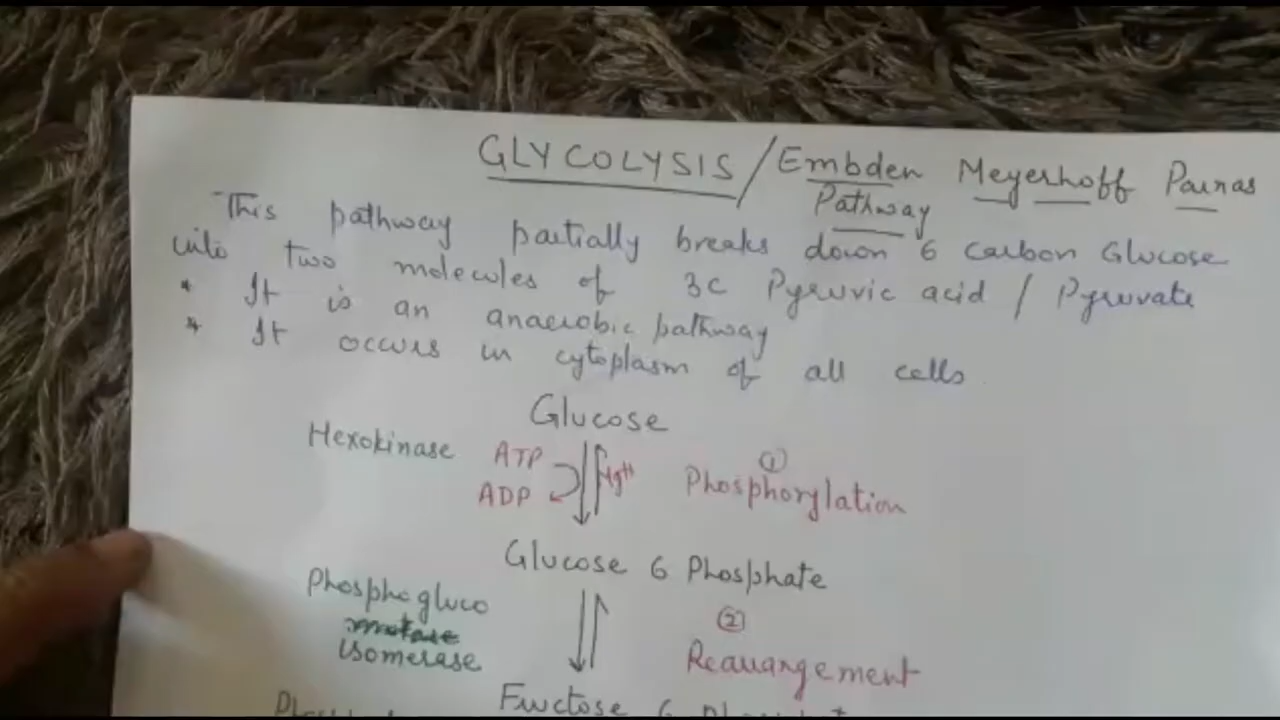 GLYCOLYSIS / Embden Meyerhoff Parnas
Pathway
This pathway partially breaks down 6 carbon Glucose
into two molecules of 3C Pyruvic acid / Pyruvate
* It is an anaerobic pathway
* It occurs in cytoplasm of all cells
Glucose
Hexokinase ATP
ADP
①
Phosphorylation
Glucose 6 Phosphate
Phosphogluco
isomerase
②
Rearrangement
Fructose 6